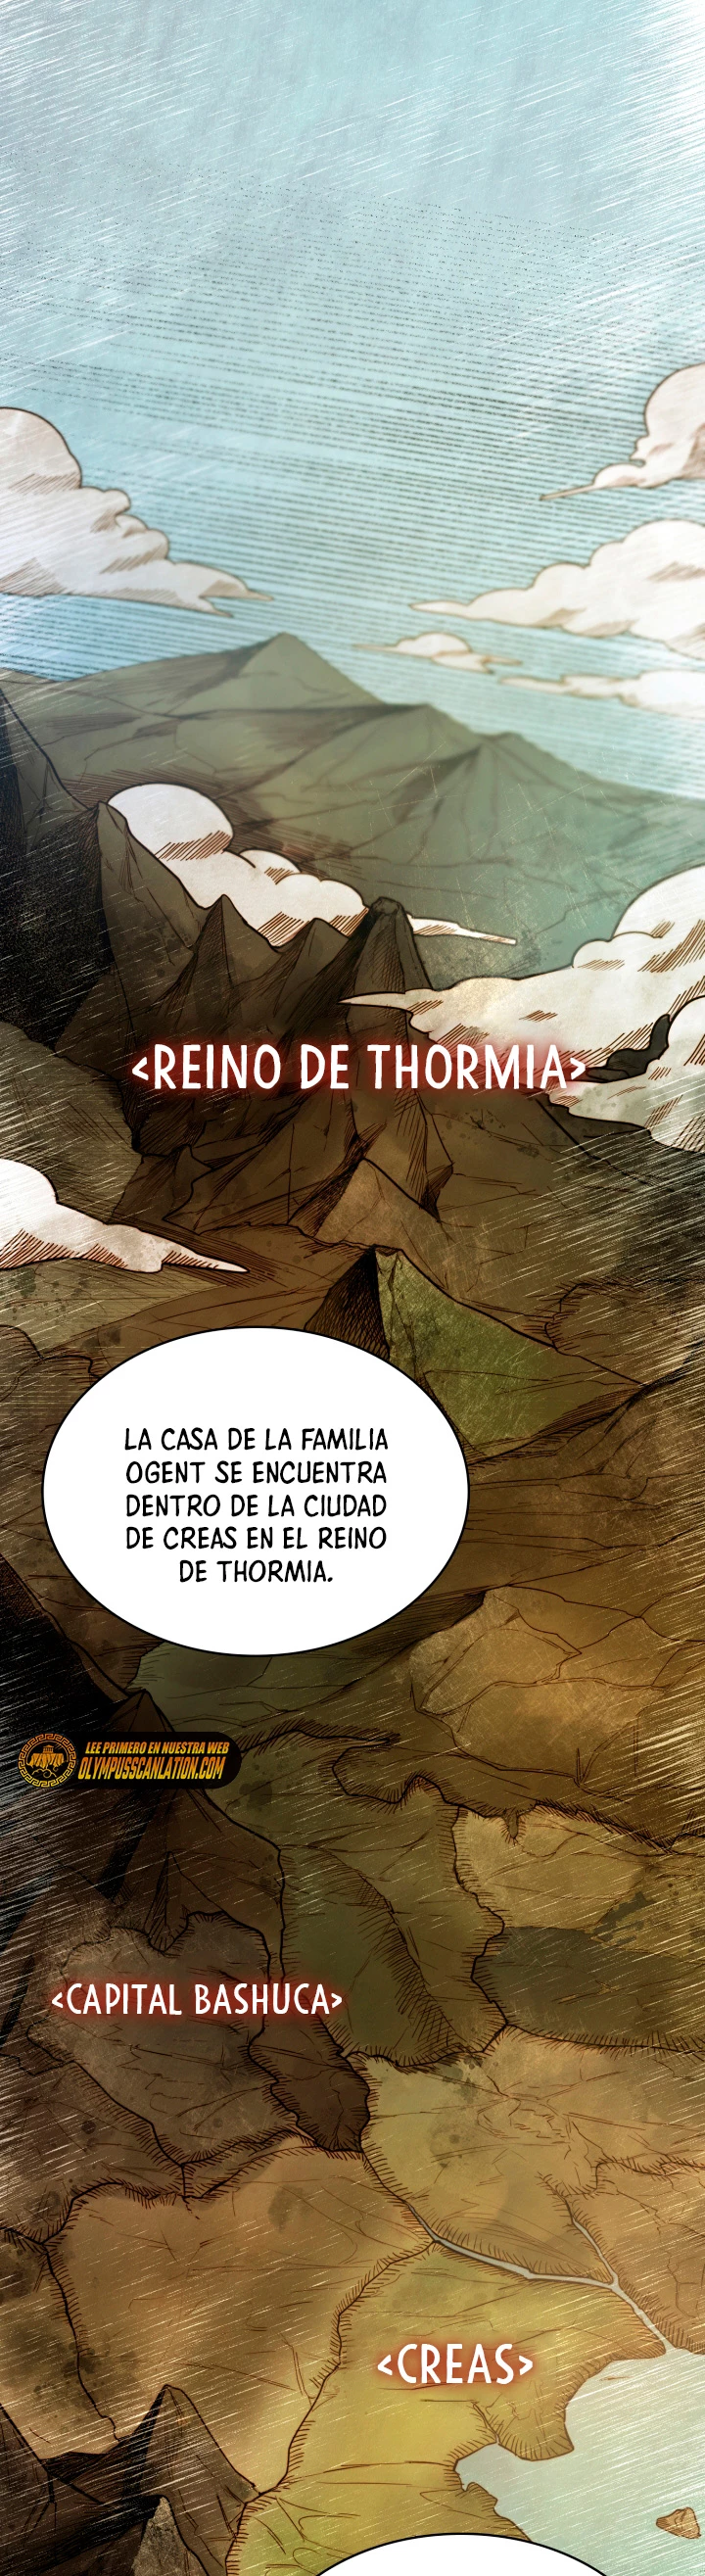 <REINO DE THORMIA>
LA CASA DE LA FAMILIA
OGENT SE ENCUENTRA
DENTRO DE LA CIUDAD
DE CREAS EN EL REINO
DE THORMIA.
LEE PRIMERO EN NUESTRA WEB
OLYMPUSSCANLATION.COM
<CAPITAL BASHUCA>
<CREAS>